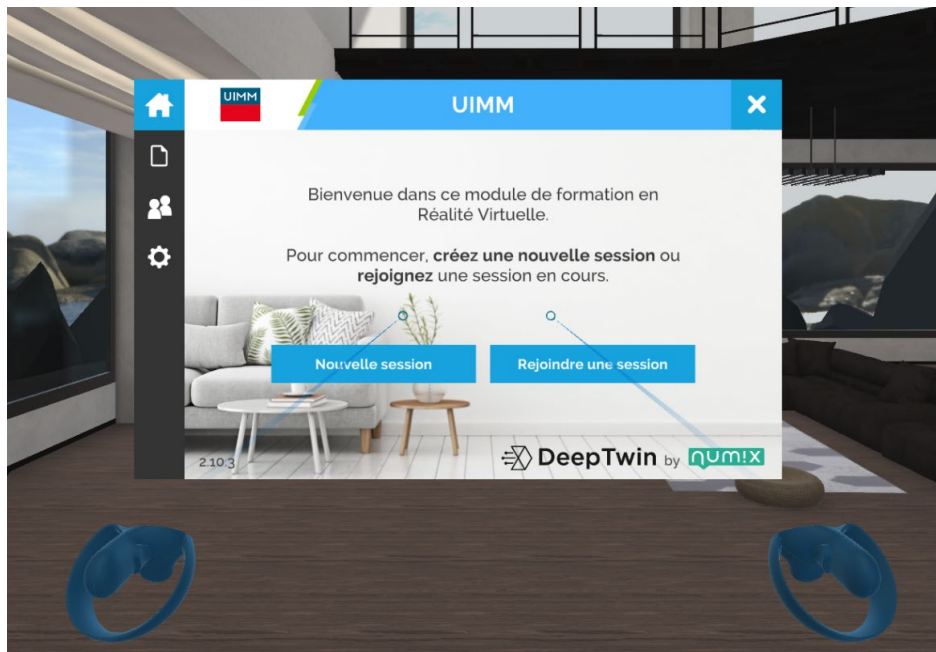 UIMM
UIMM
Bienvenue dans ce module de formation en
Réalité Virtuelle.
Pour commencer, créez une nouvelle session ou
rejoignez une session en cours.
Nouvelle session
Rejoindre une session
2.10.3
DeepTwin by num!x